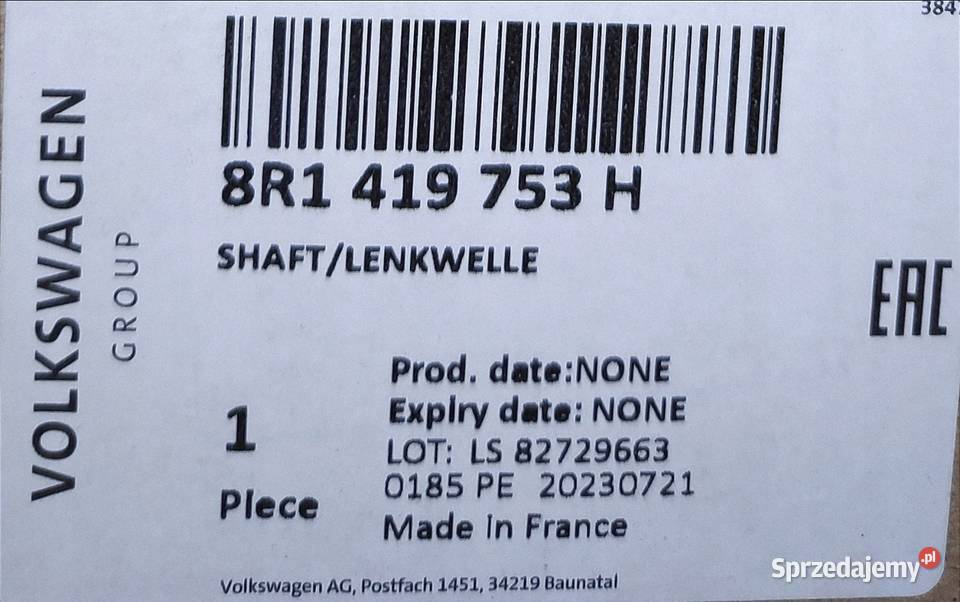 384
VOLKSWAGEN
GROUP
8R1 419 753 H
SHAFT/LENKWELLE
EAC
1
Piece
Prod. date:NONE
Expiry date: NONE
LOT: LS 82729663
0185 PE 20230721
Made in France
Volkswagen AG, Postfach 1451, 34219 Baunatal
Sprzedajemy.pl